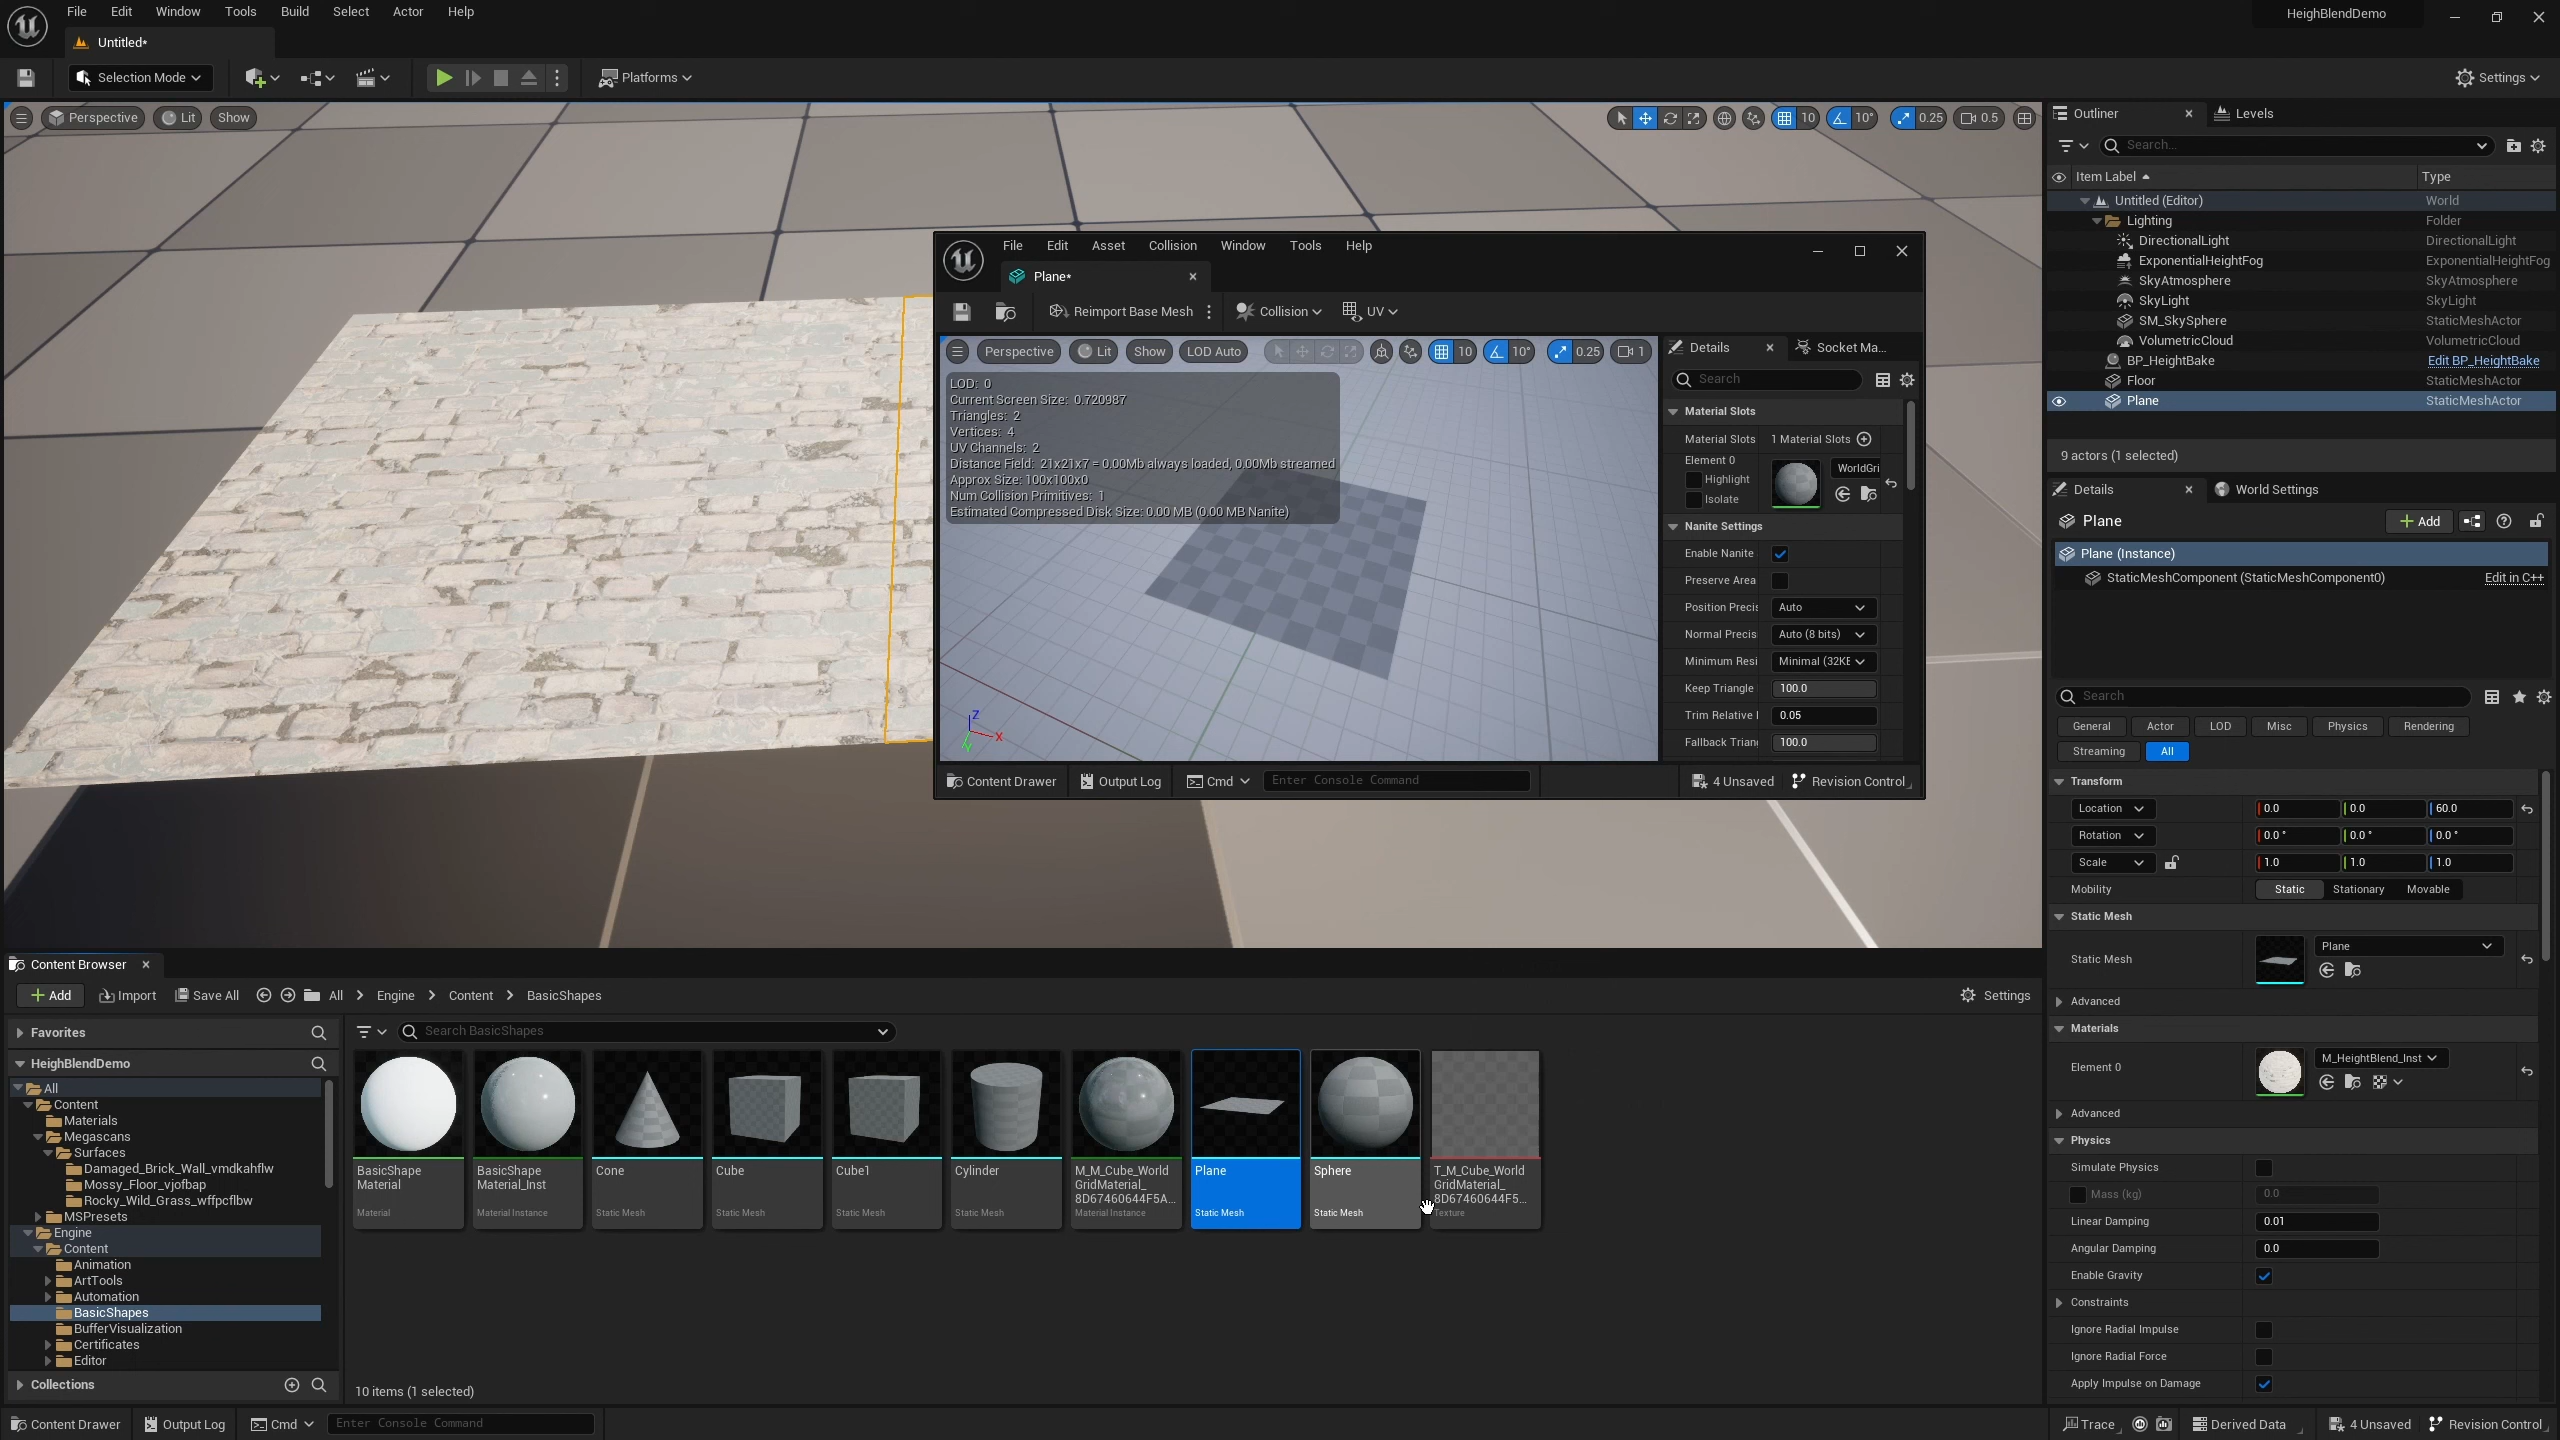 File Edit Window Tools Build Select Actor Help
HeighBlendDemo
Untitled*
Selection Mode
Platforms
Settings
Perspective Lit Show
10 10° 0.25 0.5
File Edit Asset Collision Window Tools Help
Plane*
Reimport Base Mesh Collision UV
Perspective Lit Show LOD Auto 10 10° 0.25 1
LOD: 0
Current Screen Size: 0.720987
Triangles: 2
Vertices: 4
UV Channels: 2
Distance Field: 21x21x7 = 0.00Mb always loaded, 0.00Mb streamed
Approx Size: 100x100x0
Num Collision Primitives: 1
Estimated Compressed Disk Size: 0.00 MB (0.00 MB Nanite)
Z
X
Y
Details Socket Ma...
Search
Material Slots
Material Slots 1 Material Slots
Element 0
WorldGri
Highlight
Isolate
Nanite Settings
Enable Nanite
Preserve Area
Position Precis Auto
Normal Precis Auto (8 bits)
Minimum Resi Minimal (32KE
Keep Triangle 100.0
Trim Relative 0.05
Fallback Trian 100.0
Content Drawer Output Log Cmd Enter Console Command 4 Unsaved Revision Control
Outliner Levels
Search...
Item Label Type
Untitled (Editor) World
Lighting Folder
DirectionalLight DirectionalLight
ExponentialHeightFog ExponentialHeightFog
SkyAtmosphere SkyAtmosphere
SkyLight SkyLight
SM_SkySphere StaticMeshActor
VolumetricCloud VolumetricCloud
BP_HeightBake Edit BP_HeightBake
Floor StaticMeshActor
Plane StaticMeshActor
9 actors (1 selected)
Details World Settings
Plane Add
Plane (Instance)
StaticMeshComponent (StaticMeshComponent0) Edit in C++
Search
General Actor LOD Misc Physics Rendering
Streaming All
Transform
Location 0.0 0.0 60.0
Rotation 0.0° 0.0° 0.0°
Scale 1.0 1.0 1.0
Mobility Static Stationary Movable
Static Mesh
Static Mesh Plane
Advanced
Materials
Element 0 M_HeightBlend_Inst
Advanced
Physics
Simulate Physics
Mass (kg) 0.0
Linear Damping 0.01
Angular Damping 0.0
Enable Gravity
Constraints
Ignore Radial Impulse
Ignore Radial Force
Apply Impulse on Damage
Content Browser
Add Import Save All All Engine Content BasicShapes Settings
Favorites
HeighBlendDemo
All
Content
Materials
Megascans
Surfaces
Damaged_Brick_Wall_vmdkahflw
Mossy_Floor_vjofbap
Rocky_Wild_Grass_wffpcflbw
MSPresets
Engine
Content
Animation
ArtTools
Automation
BasicShapes
BufferVisualization
Certificates
Editor
Collections
Search BasicShapes
BasicShape
Material
Material
BasicShape
Material_Inst
Material Instance
Cone
Static Mesh
Cube
Static Mesh
Cube1
Static Mesh
Cylinder
Static Mesh
M_M_Cube_World
GridMaterial_
8D67460644F5A...
Material Instance
Plane
Static Mesh
Sphere
Static Mesh
T_M_Cube_World
GridMaterial_
8D67460644F5...
Texture
10 items (1 selected)
Content Drawer Output Log Cmd Enter Console Command
Trace Derived Data 4 Unsaved Revision Control